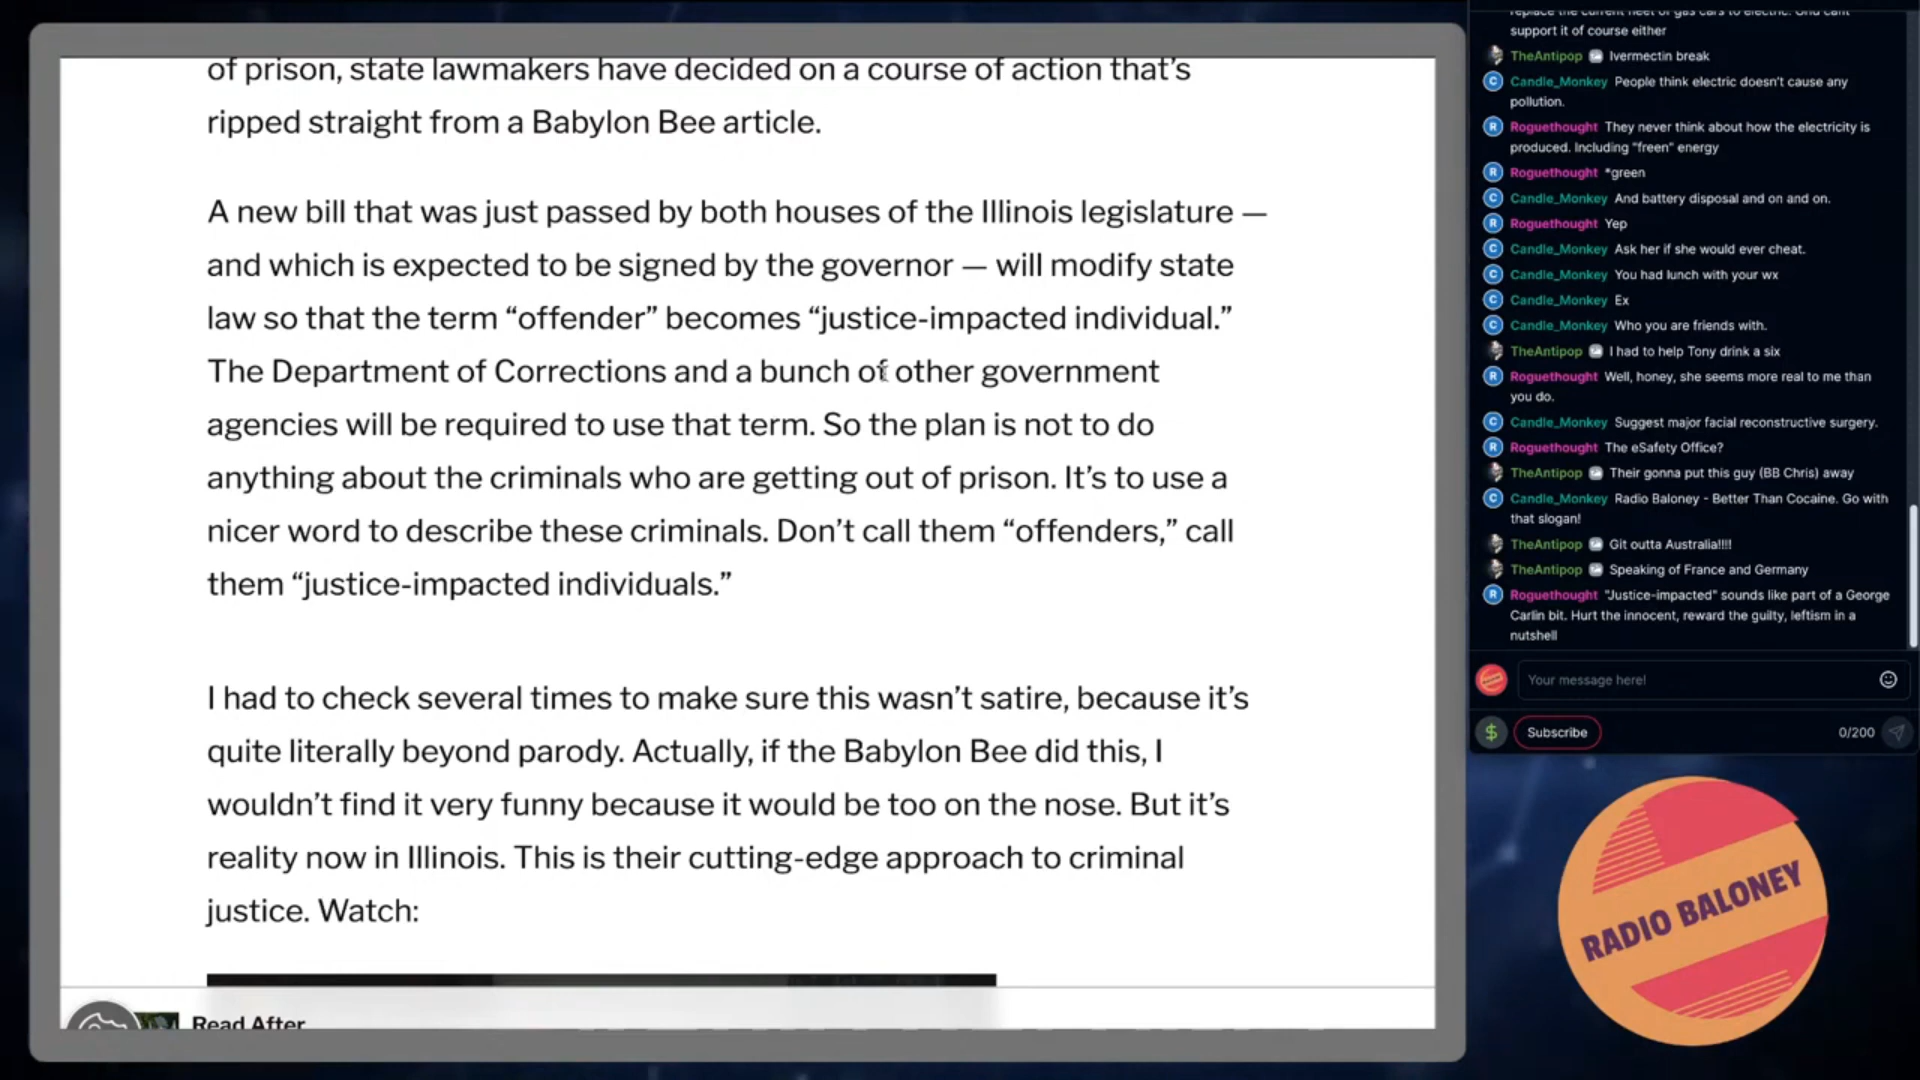 of prison, state lawmakers have decided on a course of action that’s
ripped straight from a Babylon Bee article.
A new bill that was just passed by both houses of the Illinois legislature —
and which is expected to be signed by the governor — will modify state
law so that the term “offender” becomes “justice-impacted individual.”
The Department of Corrections and a bunch of other government
agencies will be required to use that term. So the plan is not to do
anything about the criminals who are getting out of prison. It’s to use a
nicer word to describe these criminals. Don’t call them “offenders,” call
them “justice-impacted individuals.”
I had to check several times to make sure this wasn’t satire, because it’s
quite literally beyond parody. Actually, if the Babylon Bee did this, I
wouldn’t find it very funny because it would be too on the nose. But it’s
reality now in Illinois. This is their cutting-edge approach to criminal
justice. Watch:
Read After
replace the current fleet of gas cars to electric. Grid cant
support it of course either
TheAntipop Ivermectin break
C Candle_Monkey People think electric doesn't cause any
pollution.
R Roguethought They never think about how the electricity is
produced. Including "freen" energy
R Roguethought *green
C Candle_Monkey And battery disposal and on and on.
R Roguethought Yep
C Candle_Monkey Ask her if she would ever cheat.
C Candle_Monkey You had lunch with your wx
C Candle_Monkey Ex
C Candle_Monkey Who you are friends with.
TheAntipop I had to help Tony drink a six
R Roguethought Well, honey, she seems more real to me than
you do.
C Candle_Monkey Suggest major facial reconstructive surgery.
R Roguethought The eSafety Office?
TheAntipop Their gonna put this guy (BB Chris) away
C Candle_Monkey Radio Baloney - Better Than Cocaine. Go with
that slogan!
TheAntipop Git outta Australia!!!!
TheAntipop Speaking of France and Germany
R Roguethought "Justice-impacted" sounds like part of a George
Carlin bit. Hurt the innocent, reward the guilty, leftism in a
nutshell
Your message here!
$ Subscribe 0/200
RADIO BALONEY